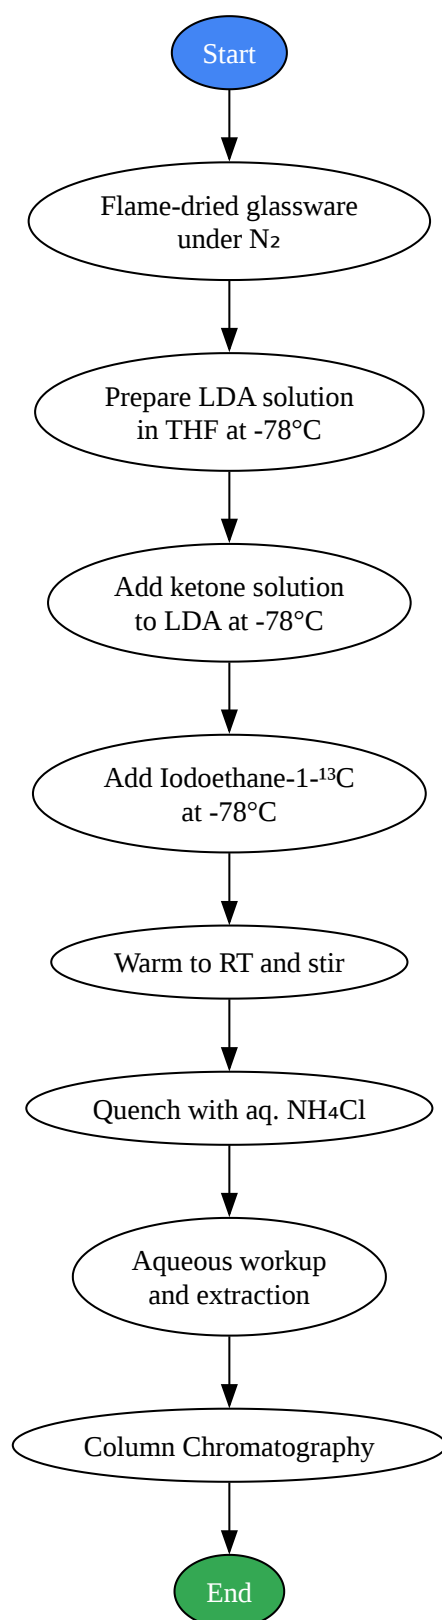 Start
Flame-dried glassware
under N₂
Prepare LDA solution
in THF at -78°C
Add ketone solution
to LDA at -78°C
Add Iodoethane-1-¹³C
at -78°C
Warm to RT and stir
Quench with aq. NH₄Cl
Aqueous workup
and extraction
Column Chromatography
End